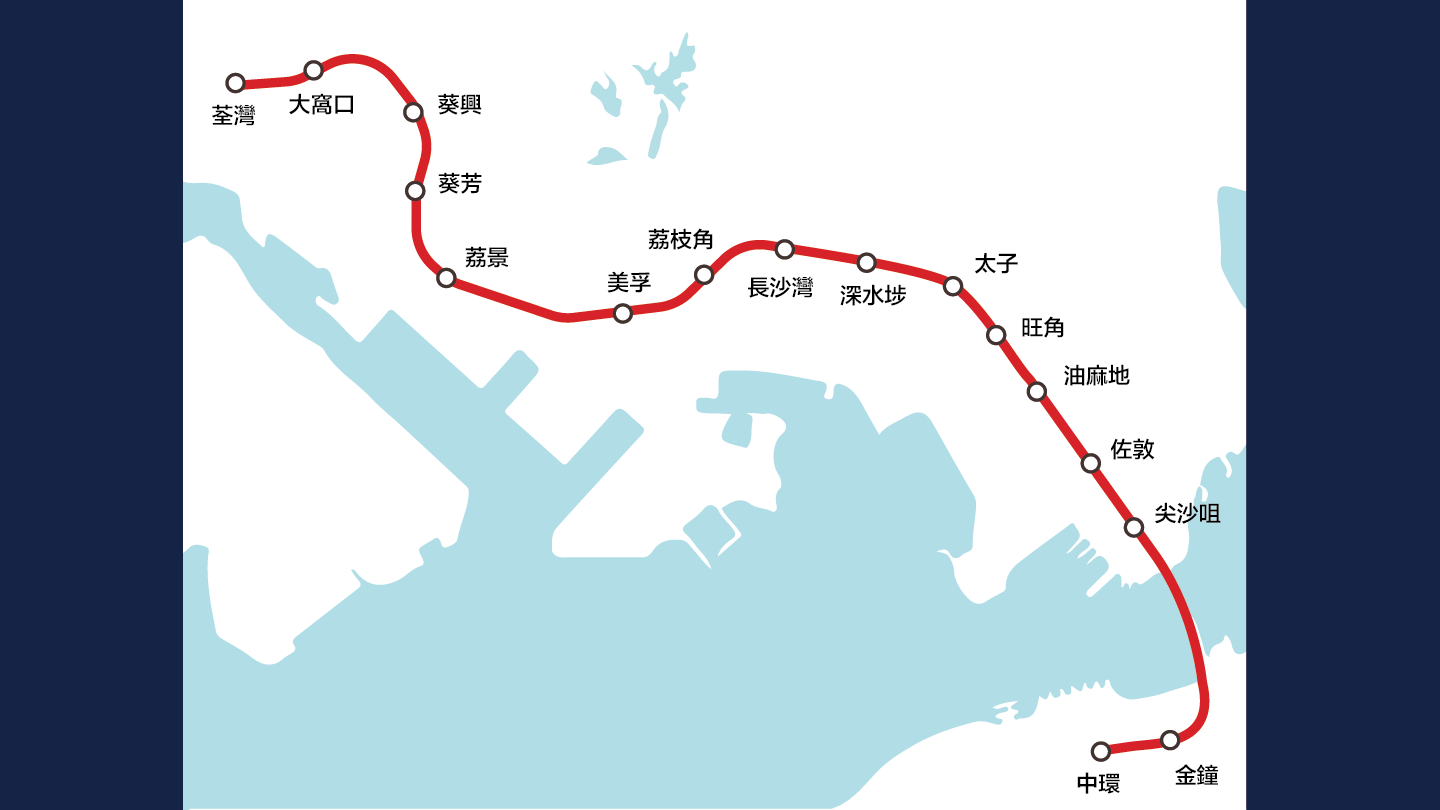 荃灣
大窩口
葵興
葵芳
荔景
美孚
荔枝角
長沙灣
深水埗
太子
旺角
油麻地
佐敦
尖沙咀
金鐘
中環